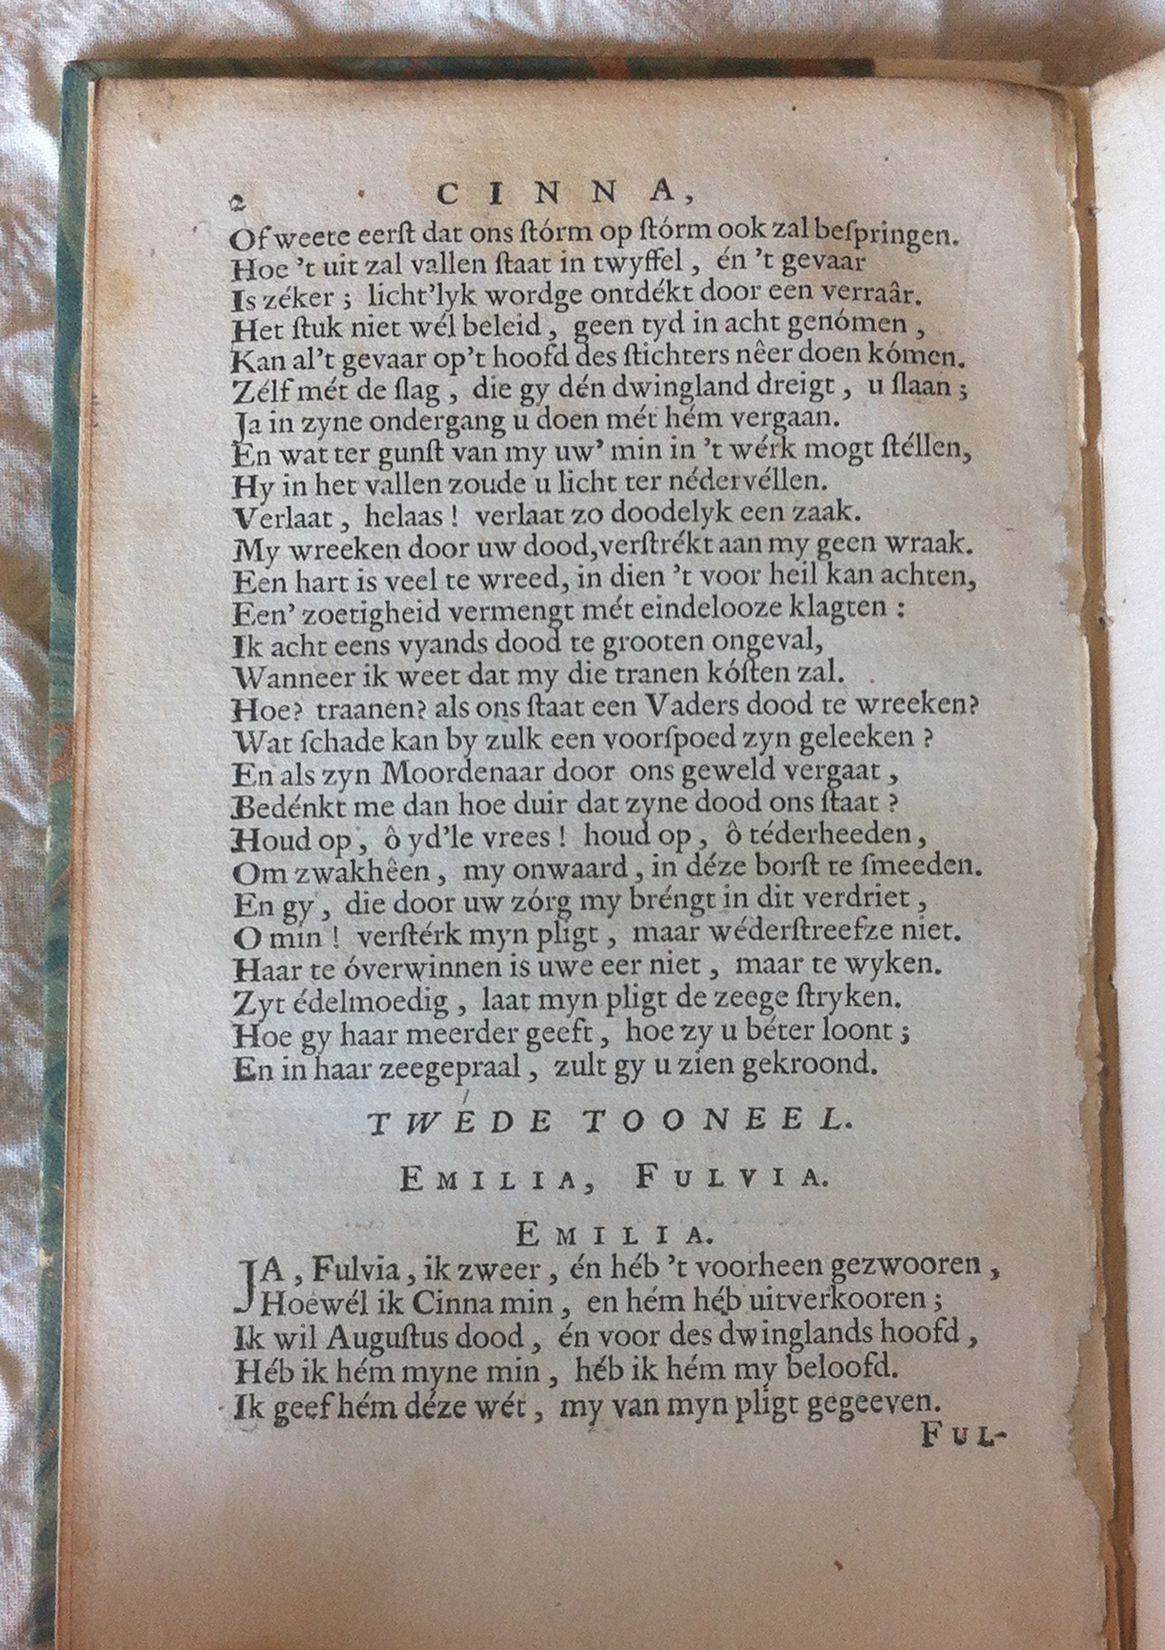 2 CINNA,
Of weete eerſt dat ons ſtórm op ſtórm ook zal beſpringen.
Hoe 't uit zal vallen ſtaat in twyffel, én 't gevaar
Is zéker; licht'lyk wordge ontdékt door een verraâr.
Het ſtuk niet wél beleid, geen tyd in acht genómen,
Kan al't gevaar op't hoofd des ſtichters nêer doen kómen.
Zélf mét de ſlag, die gy dén dwingland dreigt, u ſlaan;
Ja in zyne ondergang u doen mét hém vergaan.
En wat ter gunſt van my uw' min in 't wérk mogt ſtéllen,
Hy in het vallen zoude u licht ter nédervéllen.
Verlaat, helaas! verlaat zo doodelyk een zaak.
My wreeken door uw dood, verſtrékt aan my geen wraak.
Een hart is veel te wreed, in dien 't voor heil kan achten,
Een' zoetigheid vermengt mét eindelooze klagten:
Ik acht eens vyands dood te grooten ongeval,
Wanneer ik weet dat my die tranen kóſten zal.
Hoe? traanen? als ons ſtaat een Vaders dood te wreeken?
Wat ſchade kan by zulk een voorſpoed zyn geleeken?
En als zyn Moordenaar door ons geweld vergaat,
Bedénkt me dan hoe duir dat zyne dood ons ſtaat?
Houd op, ô yd'le vrees! houd op, ô téderheeden,
Om zwakhêen, my onwaard, in déze borſt te ſmeeden.
En gy, die door uw zórg my bréngt in dit verdriet,
O min! verſtérk myn pligt, maar wéderſtreefze niet.
Haar te óverwinnen is uwe eer niet, maar te wyken.
Zyt édelmoedig, laat myn pligt de zeege ſtryken.
Hoe gy haar meerder geeft, hoe zy u béter loont;
En in haar zeegepraal, zult gy u zien gekroond.
TWÉDE TOONEEL.
EMILIA, FULVIA.
EMILIA.
JA, Fulvia, ik zweer, én héb 't voorheen gezwooren,
Hoewél ik Cinna min, en hém héb uitverkooren;
Ik wil Auguſtus dood, én voor des dwinglands hoofd,
Héb ik hém myne min, héb ik hém my beloofd.
Ik geef hém déze wét, my van myn pligt gegeeven.
FUL-